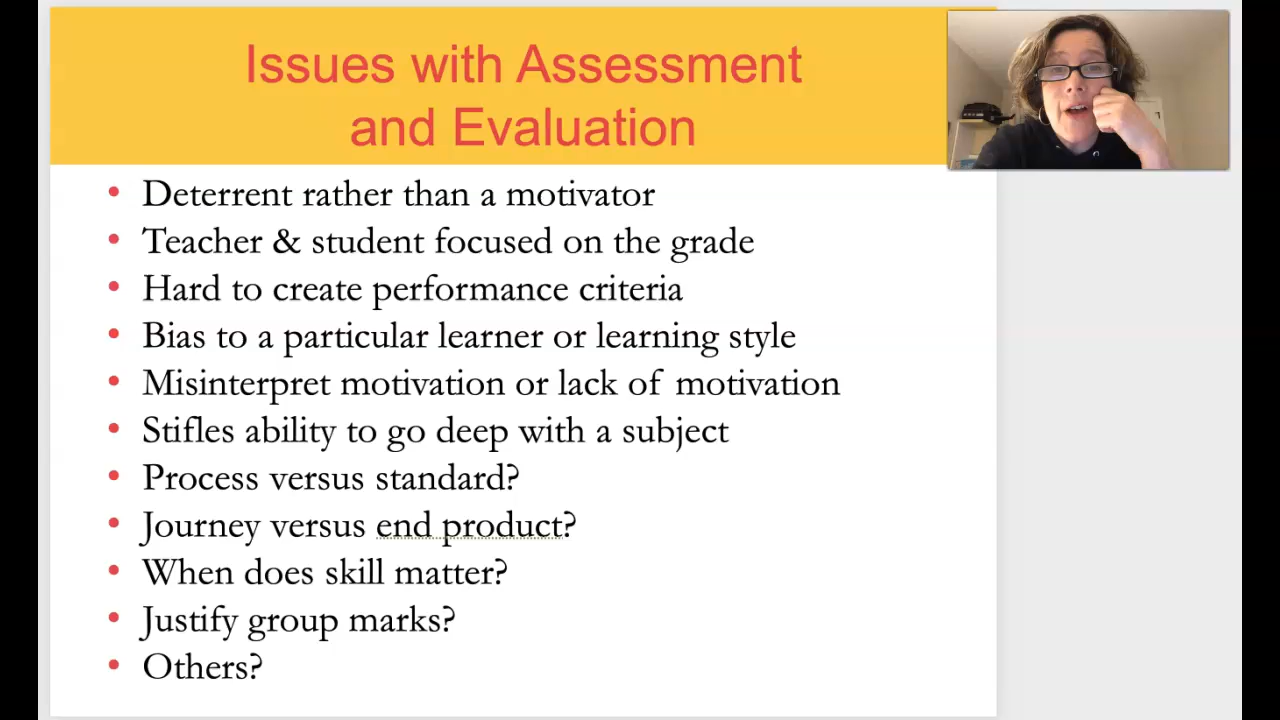 Issues with Assessment
and Evaluation
• Deterrent rather than a motivator
• Teacher & student focused on the grade
• Hard to create performance criteria
• Bias to a particular learner or learning style
• Misinterpret motivation or lack of motivation
• Stifles ability to go deep with a subject
• Process versus standard?
• Journey versus end product?
• When does skill matter?
• Justify group marks?
• Others?